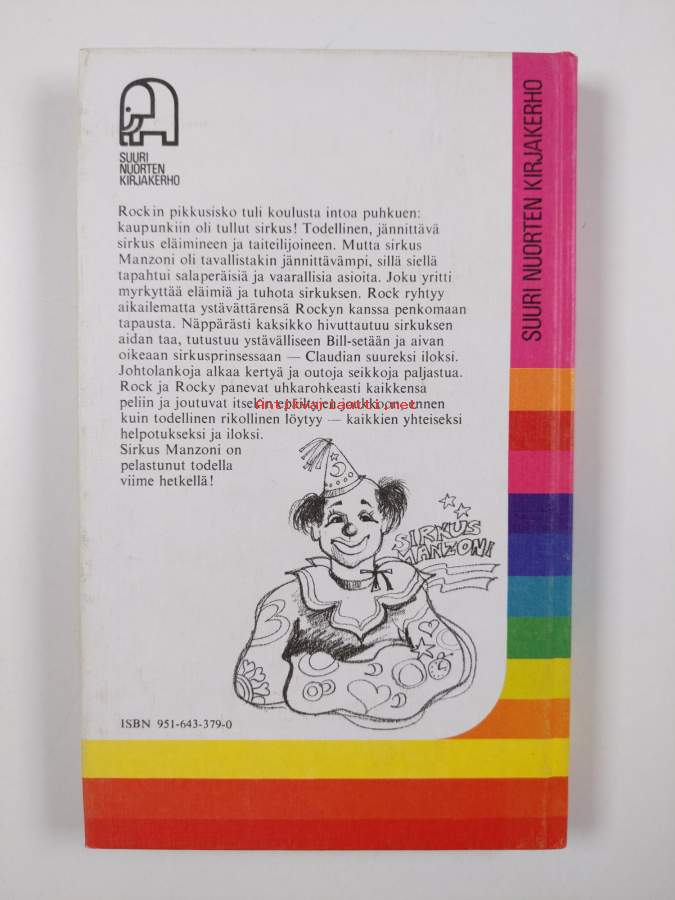 SUURI
NUORTEN
KIRJAKERHO
Rockin pikkusisko tuli koulusta intoa puhkuen:
kaupunkiin oli tullut sirkus! Todellinen, jännittävä
sirkus eläimineen ja taiteilijoineen. Mutta sirkus
Manzoni oli tavallistakin jännittävämpi, sillä siellä
tapahtui salaperäisiä ja vaarallisia asioita. Joku yritti
myrkyttää eläimiä ja tuhota sirkuksen. Rock ryhtyy
aikailematta ystävättärensä Rockyn kanssa penkomaan
tapausta. Näppärästi kaksikko hivuttautuu sirkuksen
aidan taa, tutustuu ystävälliseen Bill-setään ja aivan
oikeaan sirkusprinsessaan — Claudian suureksi iloksi.
Johtolankoja alkaa kertyä ja outoja seikkoja paljastua.
Rock ja Rocky panevat uhkarohkeasti kaikkensa
peliin ja joutuvat itsekin ennen
Antikvariaatti.net
kuin todellinen rikollinen löytyy — kaikkien yhteiseksi
helpotukseksi ja iloksi.
Sirkus Manzoni on
pelastunut todella
viime hetkellä!
SIRKUS
MANZONI
ISBN 951-643-379-0
SUURI NUORTEN KIRJAKERHO